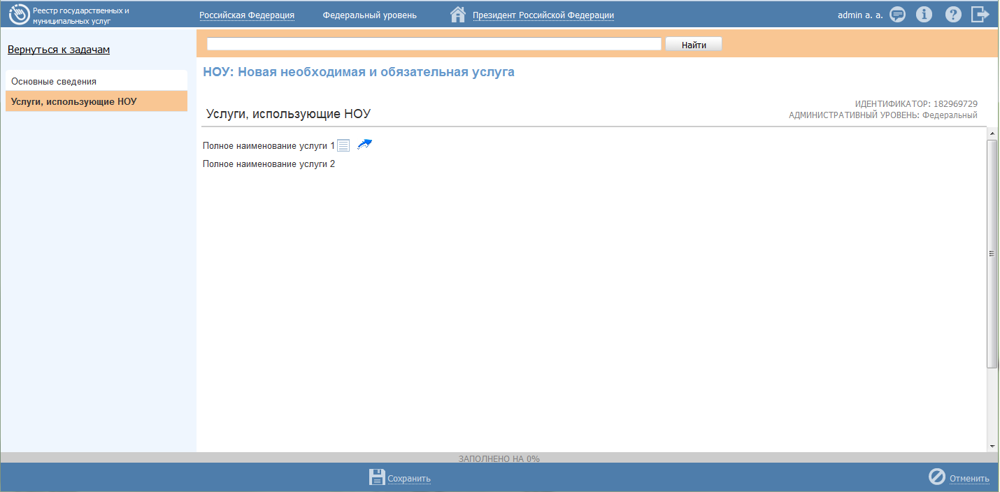 Реестр государственных и
муниципальных услуг
Российская Федерация
Федеральный уровень
Президент Российской Федерации
admin a. a.
Вернуться к задачам
Найти
Основные сведения
Услуги, использующие НОУ
НОУ: Новая необходимая и обязательная услуга
Услуги, использующие НОУ
ИДЕНТИФИКАТОР: 182969729
АДМИНИСТРАТИВНЫЙ УРОВЕНЬ: Федеральный
Полное наименование услуги 1
Полное наименование услуги 2
ЗАПОЛНЕНО НА 0%
Сохранить
Отменить